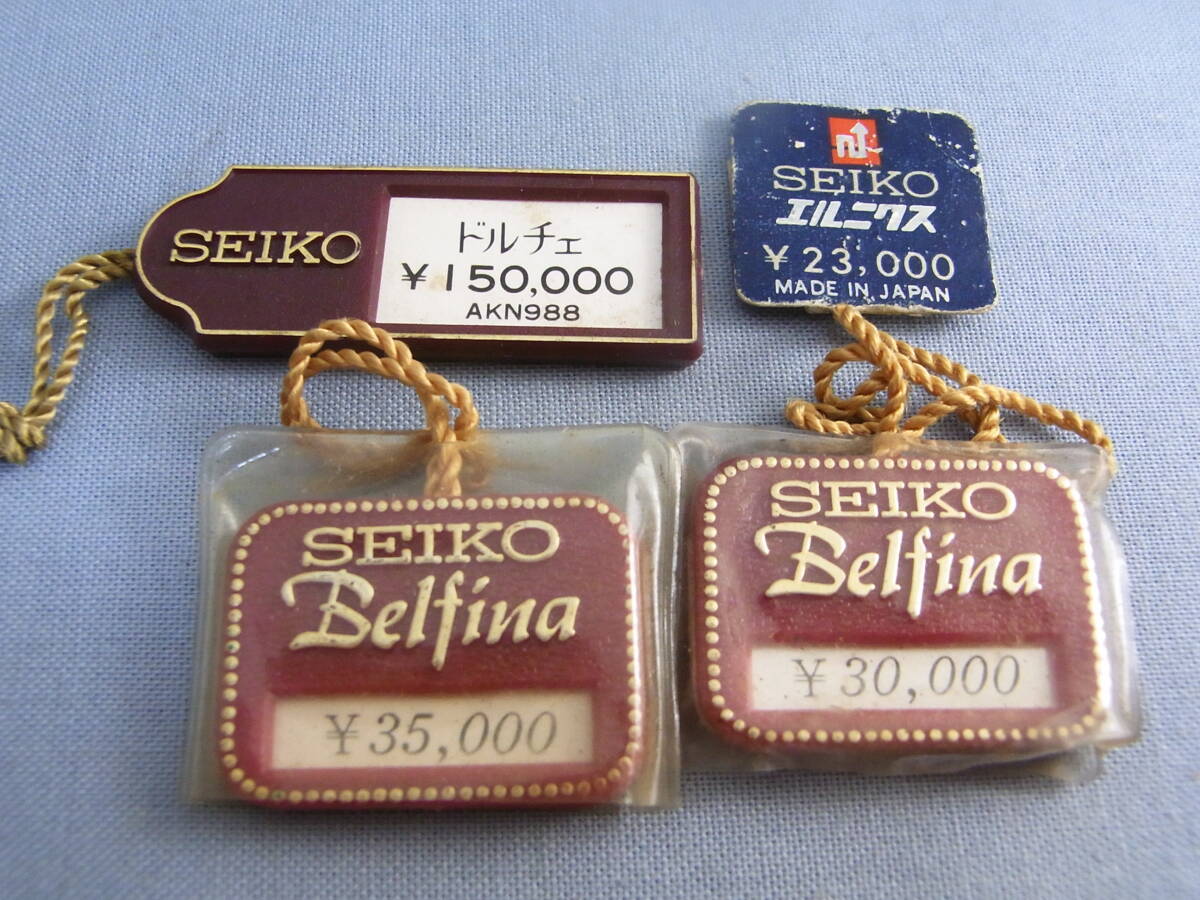 SEIKO
ドルチェ
¥150,000
AKN988
SEIKO
エルニクス
¥23,000
MADE IN JAPAN
SEIKO
Belfina
¥35,000
SEIKO
Belfina
¥30,000